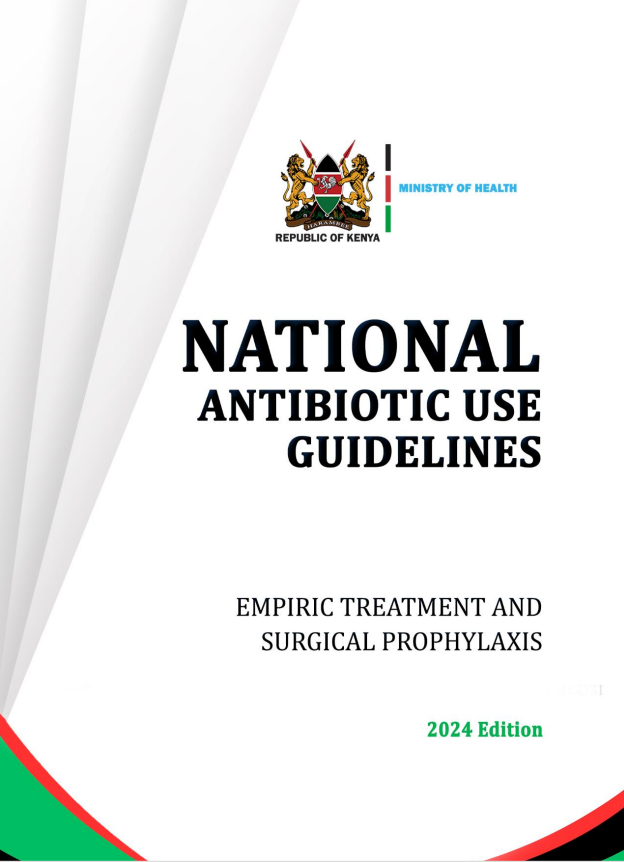 HARAMBEE
REPUBLIC OF KENYA
MINISTRY OF HEALTH
NATIONAL
ANTIBIOTIC USE
GUIDELINES
EMPIRIC TREATMENT AND
SURGICAL PROPHYLAXIS
2024 Edition